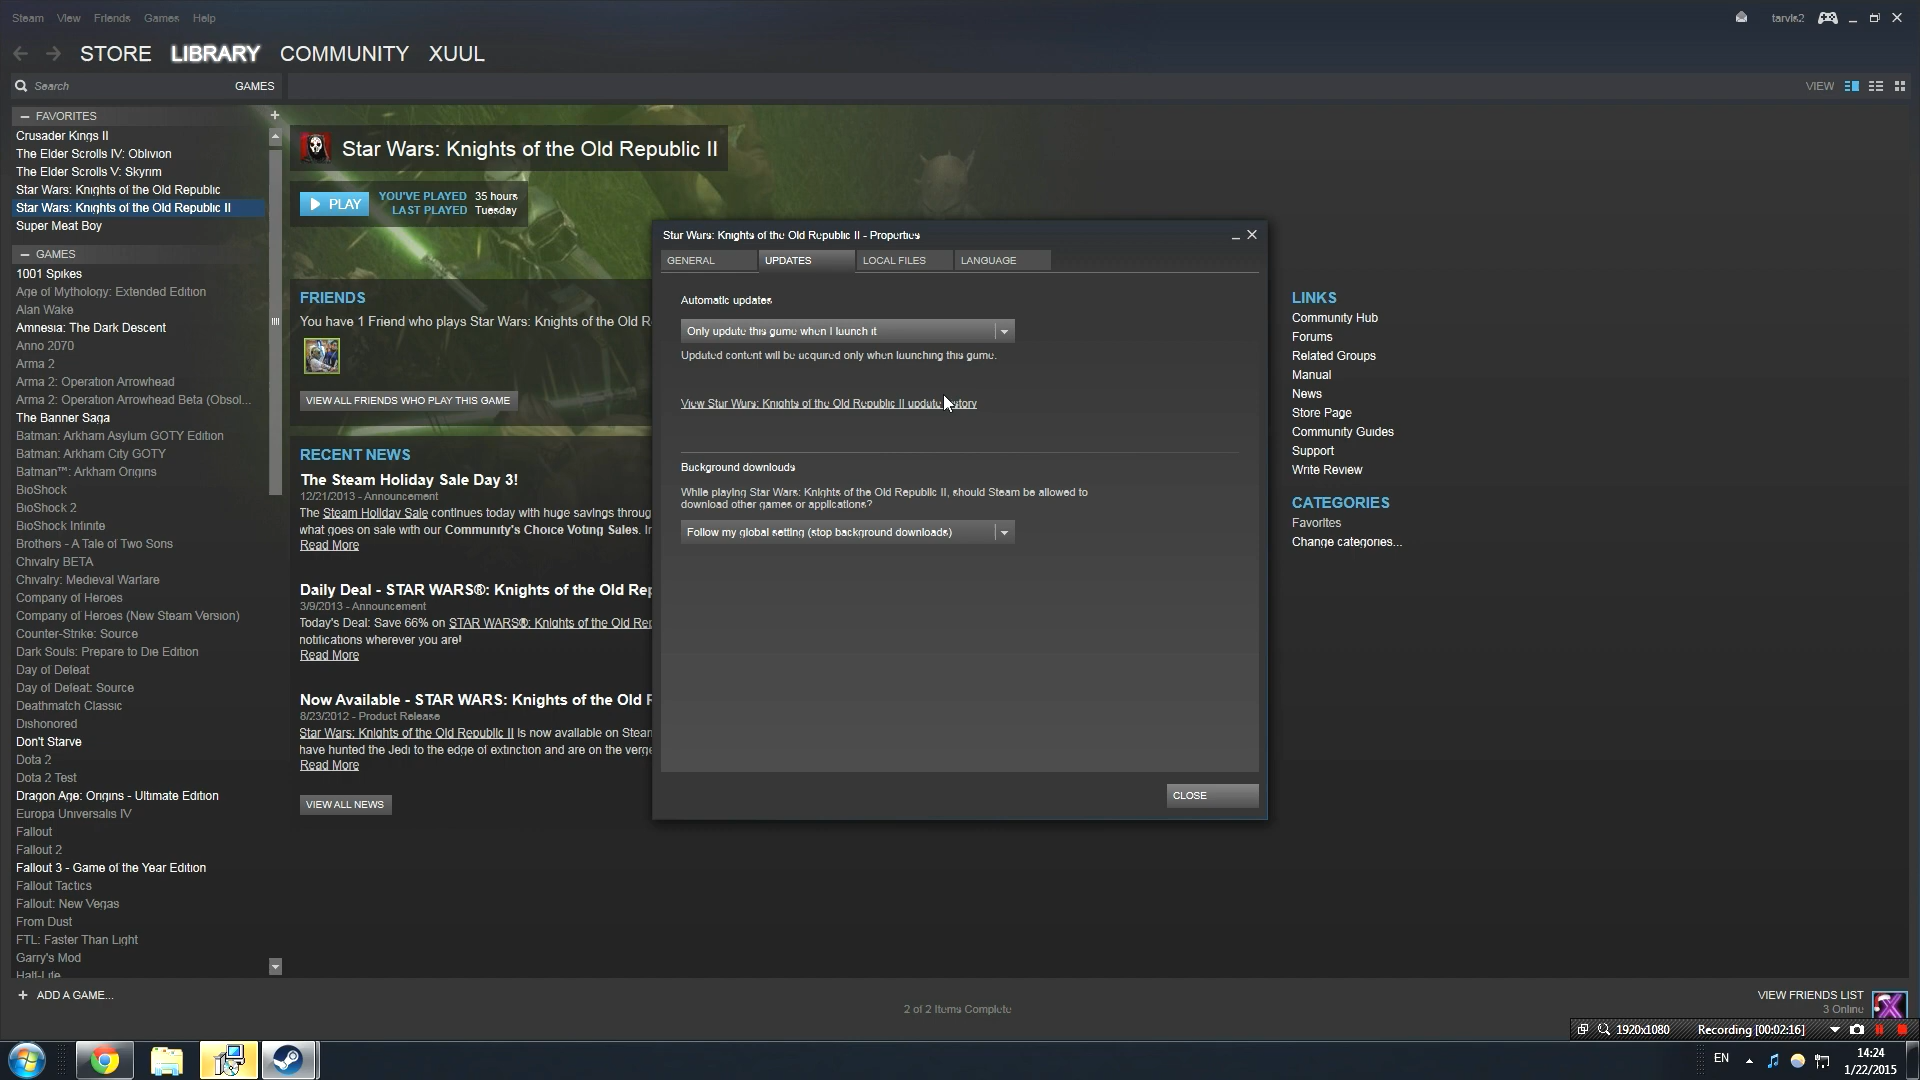 Steam View Friends Games Help
tarvis2
STORE LIBRARY COMMUNITY XUUL
Search
GAMES
VIEW
FAVORITES
Crusader Kings II
The Elder Scrolls IV: Oblivion
The Elder Scrolls V: Skyrim
Star Wars: Knights of the Old Republic
Star Wars: Knights of the Old Republic II
Super Meat Boy
GAMES
1001 Spikes
Age of Mythology: Extended Edition
Alan Wake
Amnesia: The Dark Descent
Anno 2070
Arma 2
Arma 2: Operation Arrowhead
Arma 2: Operation Arrowhead Beta (Obsol...
The Banner Saga
Batman: Arkham Asylum GOTY Edition
Batman: Arkham City GOTY
Batman™: Arkham Origins
BioShock
BioShock 2
BioShock Infinite
Brothers - A Tale of Two Sons
Chivalry BETA
Chivalry: Medieval Warfare
Company of Heroes
Company of Heroes (New Steam Version)
Counter-Strike: Source
Dark Souls: Prepare to Die Edition
Day of Defeat
Day of Defeat: Source
Deathmatch Classic
Dishonored
Don't Starve
Dota 2
Dota 2 Test
Dragon Age: Origins - Ultimate Edition
Europa Universalis IV
Fallout
Fallout 2
Fallout 3 - Game of the Year Edition
Fallout Tactics
Fallout: New Vegas
From Dust
FTL: Faster Than Light
Garry's Mod
Half-Life
ADD A GAME...
Star Wars: Knights of the Old Republic II
PLAY
YOU'VE PLAYED 35 hours
LAST PLAYED Tuesday
FRIENDS
You have 1 Friend who plays Star Wars: Knights of the Old R
VIEW ALL FRIENDS WHO PLAY THIS GAME
RECENT NEWS
The Steam Holiday Sale Day 3!
12/21/2013 - Announcement
The Steam Holiday Sale continues today with huge savings throug
what goes on sale with our Community's Choice Voting Sales. I
Read More
Daily Deal - STAR WARS®: Knights of the Old Rep
3/9/2013 - Announcement
Today's Deal: Save 66% on STAR WARS®: Knights of the Old Rep
notifications wherever you are!
Read More
Now Available - STAR WARS: Knights of the Old
8/23/2012 - Product Release
Star Wars: Knights of the Old Republic II is now available on Steam
have hunted the Jedi to the edge of extinction and are on the verge
Read More
VIEW ALL NEWS
Star Wars: Knights of the Old Republic II - Properties
GENERAL UPDATES LOCAL FILES LANGUAGE
Automatic updates
Only update this game when I launch it
Updated content will be acquired only when launching this game.
View Star Wars: Knights of the Old Republic II update story
Background downloads
While playing Star Wars: Knights of the Old Republic II, should Steam be allowed to
download other games or applications?
Follow my global setting (stop background downloads)
CLOSE
LINKS
Community Hub
Forums
Related Groups
Manual
News
Store Page
Community Guides
Support
Write Review
CATEGORIES
Favorites
Change categories...
2 of 2 Items Complete
VIEW FRIENDS LIST
3 Online
1920x1080 Recording [00:02:16]
EN
14:24
1/22/2015